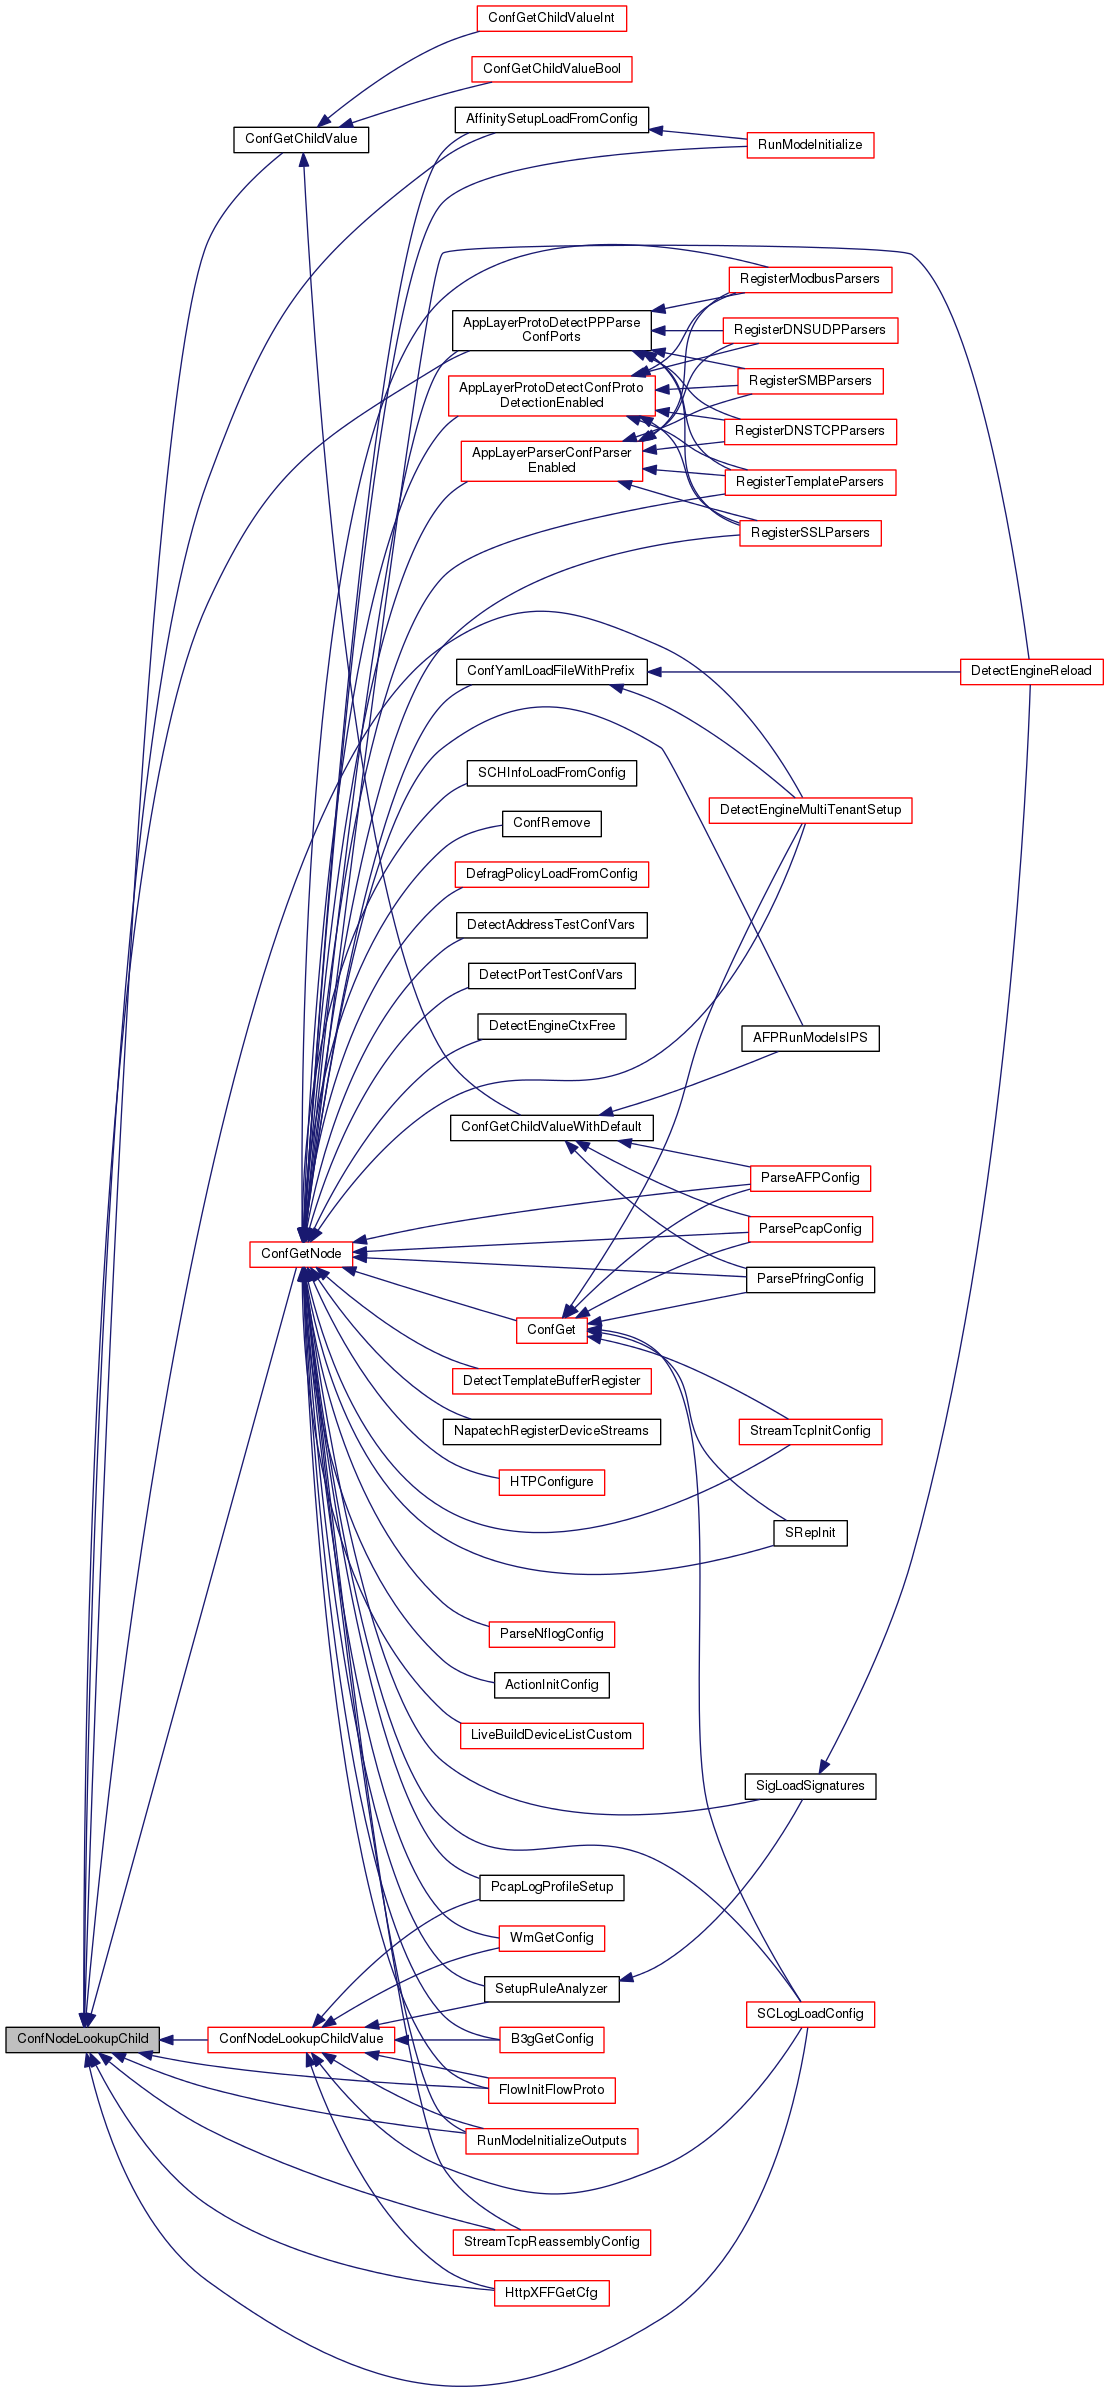 ConfGetChildValueInt
ConfGetChildValueBool
AffinitySetupLoadFromConfig
ConfGetChildValue
RunModeInitialize
RegisterModbusParsers
AppLayerProtoDetectPPParse
ConfPorts
RegisterDNSUDPParsers
AppLayerProtoDetectConfProto
DetectionEnabled
RegisterSMBParsers
RegisterDNSTCPParsers
AppLayerParserConfParser
Enabled
RegisterTemplateParsers
RegisterSSLParsers
ConfYamlLoadFileWithPrefix
DetectEngineReload
SCHInfoLoadFromConfig
DetectEngineMultiTenantSetup
ConfRemove
DefragPolicyLoadFromConfig
DetectAddressTestConfVars
DetectPortTestConfVars
DetectEngineCtxFree
AFPRunModeIsIPS
ConfGetChildValueWithDefault
ParseAFPConfig
ParsePcapConfig
ConfGetNode
ParsePfringConfig
ConfGet
DetectTemplateBufferRegister
NapatechRegisterDeviceStreams
StreamTcpInitConfig
HTPConfigure
SRepInit
ParseNflogConfig
ActionInitConfig
LiveBuildDeviceListCustom
SigLoadSignatures
PcapLogProfileSetup
WmGetConfig
SetupRuleAnalyzer
SCLogLoadConfig
ConfNodeLookupChild
ConfNodeLookupChildValue
B3gGetConfig
FlowInitFlowProto
RunModeInitializeOutputs
StreamTcpReassemblyConfig
HttpXFFGetCfg